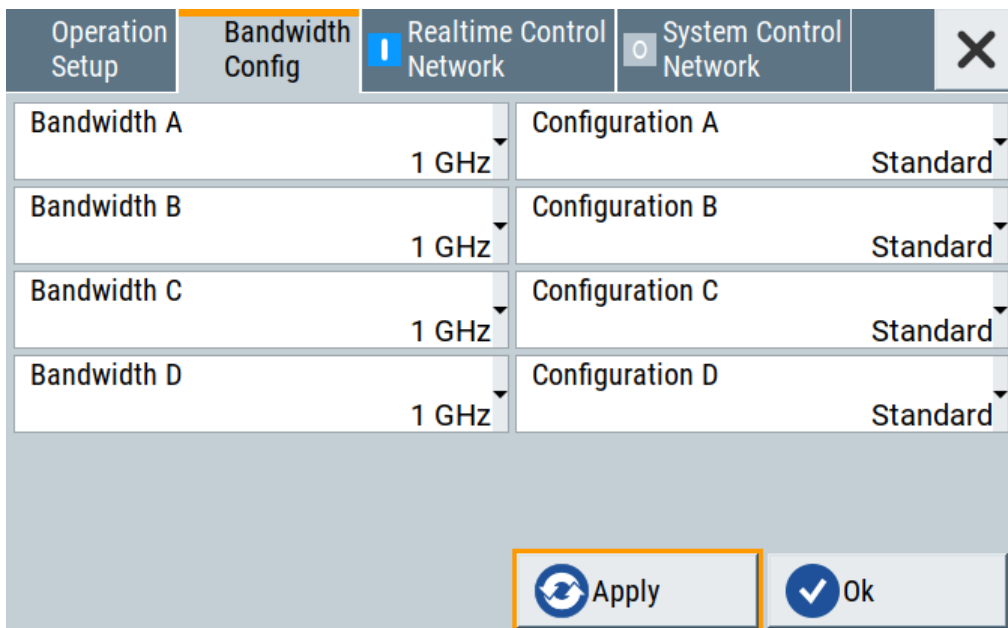 Operation Setup
Bandwidth Config
Realtime Control Network
System Control Network
Bandwidth A
1 GHz
Configuration A
Standard
Bandwidth B
1 GHz
Configuration B
Standard
Bandwidth C
1 GHz
Configuration C
Standard
Bandwidth D
1 GHz
Configuration D
Standard
Apply
Ok